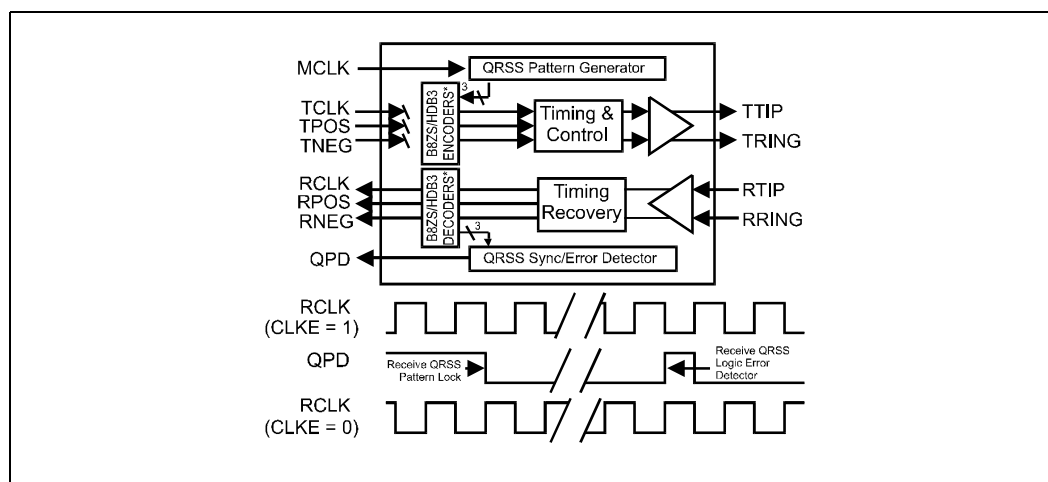 MCLK
QRSS Pattern Generator
3
TCLK
TPOS
TNEG
B8ZS/HDB3
ENCODERS*
Timing &
Control
TTIP
TRING
RCLK
RPOS
RNEG
B8ZS/HDB3
DECODERS*
Timing
Recovery
RTIP
RRING
3
QPD
QRSS Sync/Error Detector
RCLK
(CLKE = 1)
QPD
Receive QRSS
Pattern Lock
Receive QRSS
Logic Error
Detector
RCLK
(CLKE = 0)